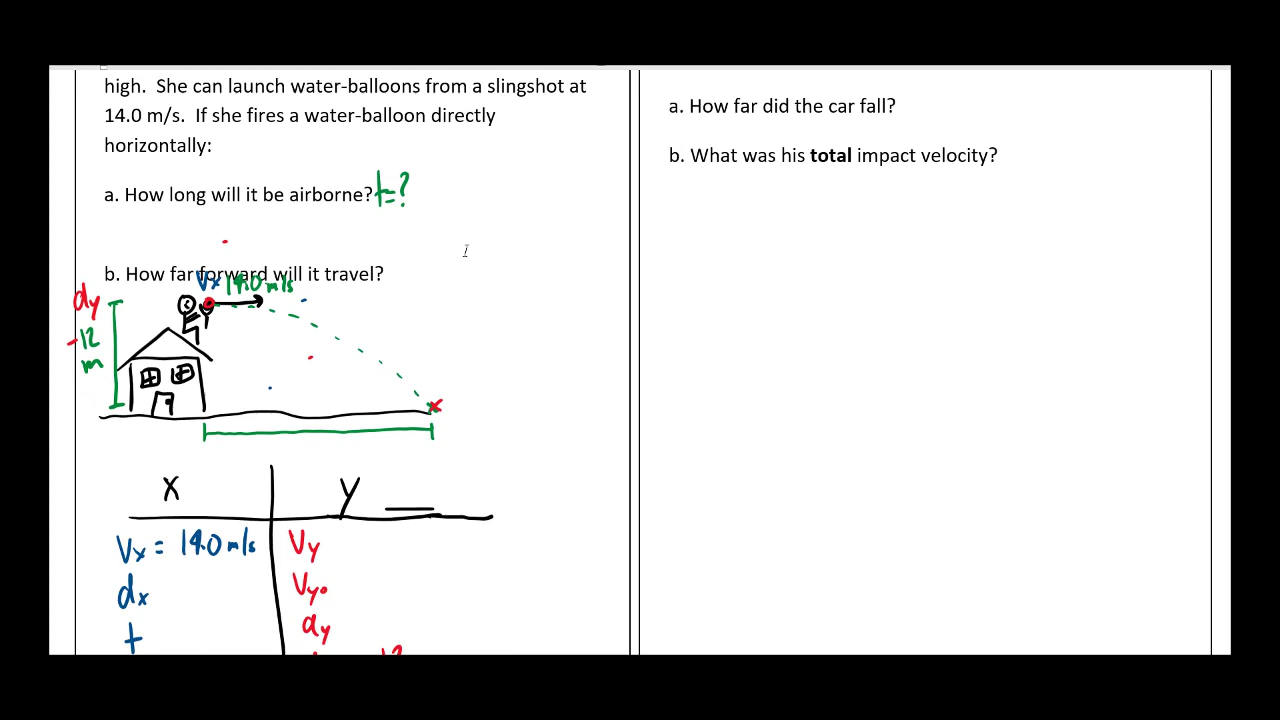 high. She can launch water-balloons from a slingshot at
14.0 m/s. If she fires a water-balloon directly
horizontally:
a. How long will it be airborne? t=?
b. How far forward will it travel?
Vx 14.0 m/s
dy
-12
m
x y
Vx = 14.0 m/s Vy
dx Vyo
t ay
a. How far did the car fall?
b. What was his total impact velocity?